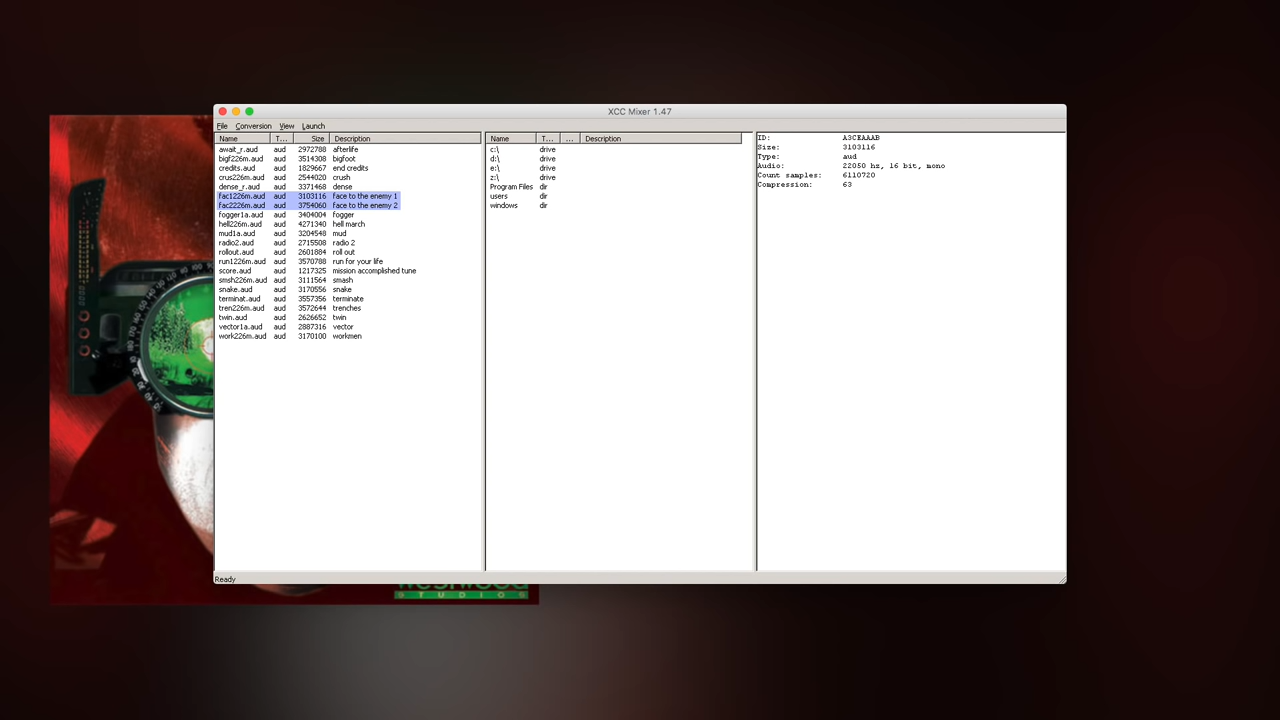 XCC Mixer 1.47
File Conversion View Launch
Name T... Size Description
await_r.aud aud 2972788 afterlife
bigf226m.aud aud 3514308 bigfoot
credits.aud aud 1829667 end credits
crus226m.aud aud 2544020 crush
dense_r.aud aud 3371468 dense
fac1226m.aud aud 3103116 face to the enemy 1
fac2226m.aud aud 3754060 face to the enemy 2
fogger1a.aud aud 3404004 fogger
hell226m.aud aud 4271340 hell march
mud1a.aud aud 3204548 mud
radio2.aud aud 2715508 radio 2
rollout.aud aud 2601884 roll out
run1226m.aud aud 3570788 run for your life
score.aud aud 1217325 mission accomplished tune
smsh226m.aud aud 3111564 smash
snake.aud aud 3170556 snake
terminat.aud aud 3557356 terminate
tren226m.aud aud 3572644 trenches
twin.aud aud 2626652 twin
vector1a.aud aud 2887316 vector
work226m.aud aud 3170100 workmen
Name T... ... Description
c:\ drive
d:\ drive
e:\ drive
z:\ drive
Program Files dir
users dir
windows dir
ID: A3CEAAAB
Size: 3103116
Type: aud
Audio: 22050 hz, 16 bit, mono
Count samples: 6110720
Compression: 63
Ready
STUDIOS